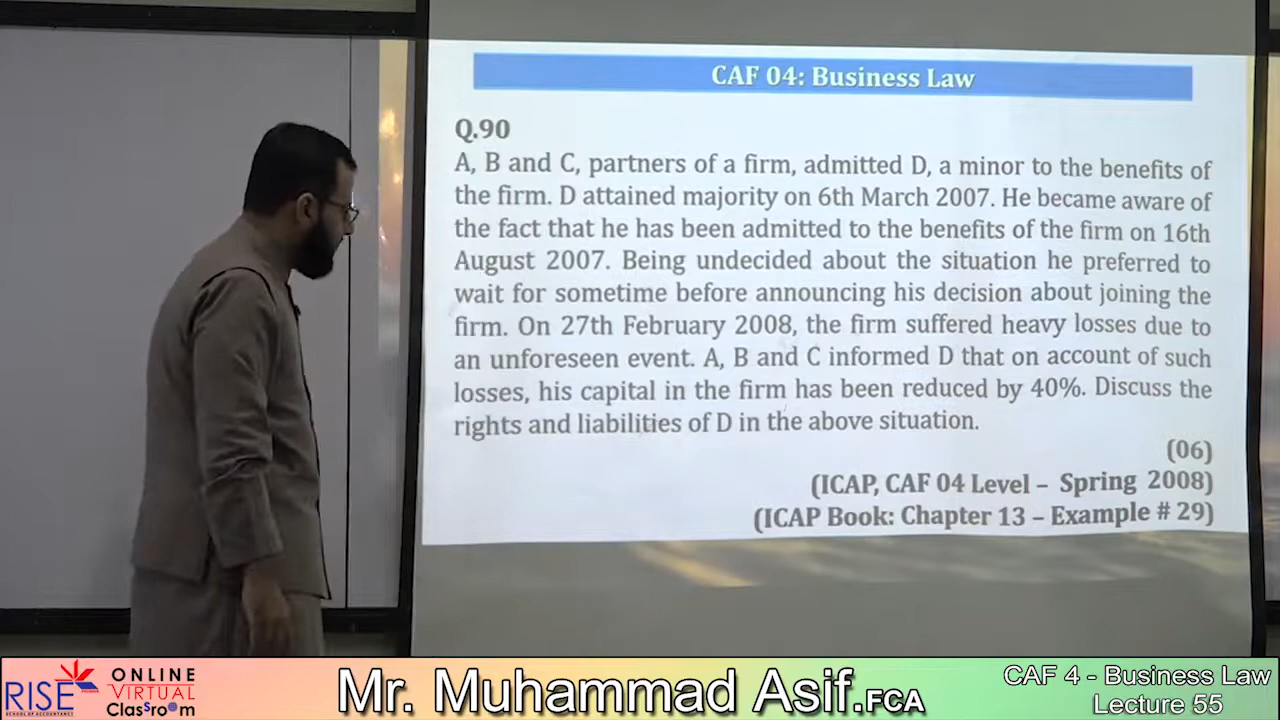 CAF 04: Business Law
Q.90
A, B and C, partners of a firm, admitted D, a minor to the benefits of
the firm. D attained majority on 6th March 2007. He became aware of
the fact that he has been admitted to the benefits of the firm on 16th
August 2007. Being undecided about the situation he preferred to
wait for sometime before announcing his decision about joining the
firm. On 27th February 2008, the firm suffered heavy losses due to
an unforeseen event. A, B and C informed D that on account of such
losses, his capital in the firm has been reduced by 40%. Discuss the
rights and liabilities of D in the above situation.
(06)
(ICAP, CAF 04 Level – Spring 2008)
(ICAP Book: Chapter 13 – Example # 29)
RISE
SCHOOL OF ACCOUNTANCY
ONLINE
VIRTUAL
ClasSro@m
Mr. Muhammad Asif.FCA
CAF 4 - Business Law
Lecture 55